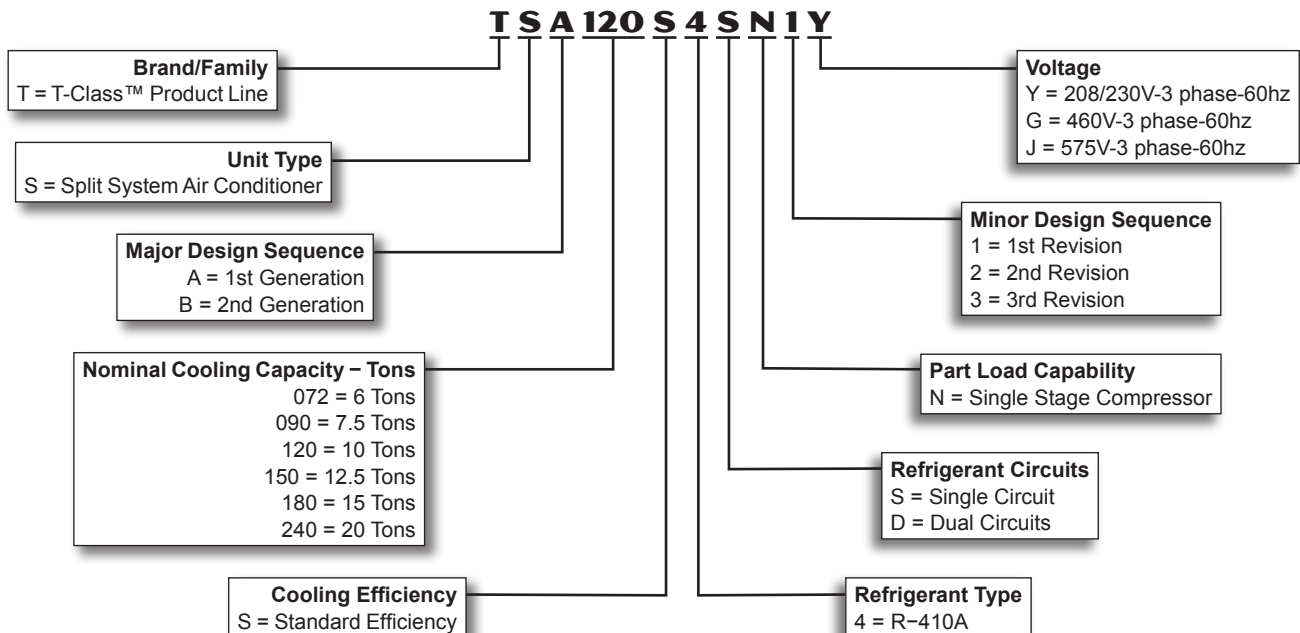 T S A 120 S 4 S N 1 Y
Brand/Family
T = T-Class™ Product Line
Unit Type
S = Split System Air Conditioner
Major Design Sequence
A = 1st Generation
B = 2nd Generation
Nominal Cooling Capacity − Tons
072 = 6 Tons
090 = 7.5 Tons
120 = 10 Tons
150 = 12.5 Tons
180 = 15 Tons
240 = 20 Tons
Cooling Efficiency
S = Standard Efficiency
Voltage
Y = 208/230V-3 phase-60hz
G = 460V-3 phase-60hz
J = 575V-3 phase-60hz
Minor Design Sequence
1 = 1st Revision
2 = 2nd Revision
3 = 3rd Revision
Part Load Capability
N = Single Stage Compressor
Refrigerant Circuits
S = Single Circuit
D = Dual Circuits
Refrigerant Type
4 = R−410A